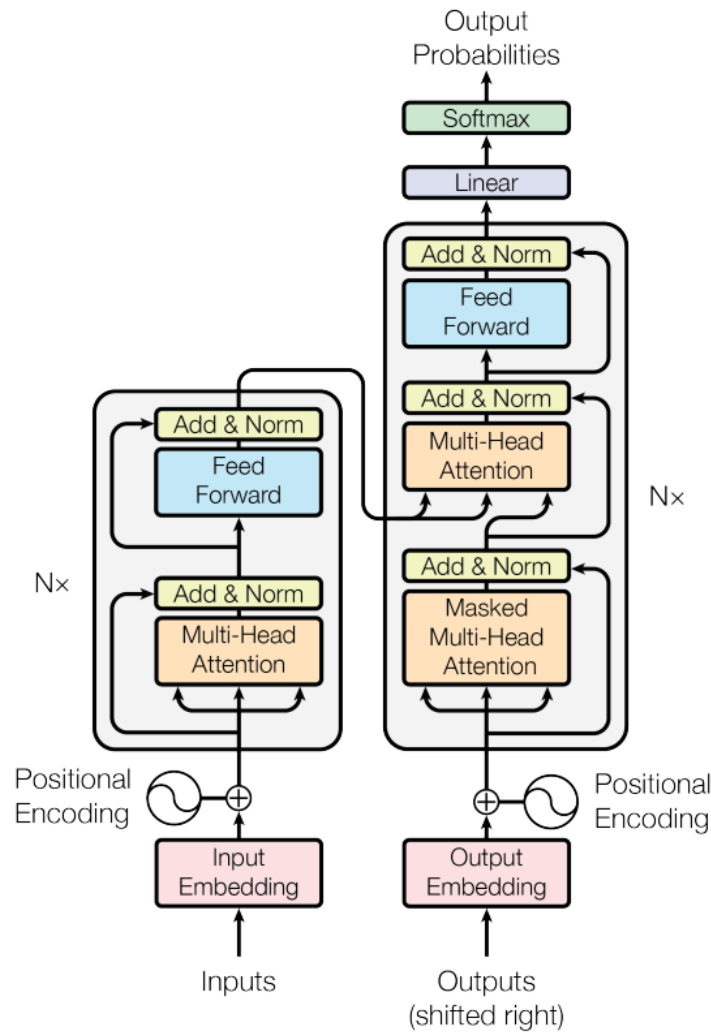 Output
Probabilities
Softmax
Linear
Add & Norm
Feed
Forward
Add & Norm
Multi-Head
Attention
Add & Norm
Masked
Multi-Head
Attention
N×
Add & Norm
Feed
Forward
Add & Norm
Multi-Head
Attention
N×
Positional
Encoding
Positional
Encoding
Input
Embedding
Output
Embedding
Inputs
Outputs
(shifted right)